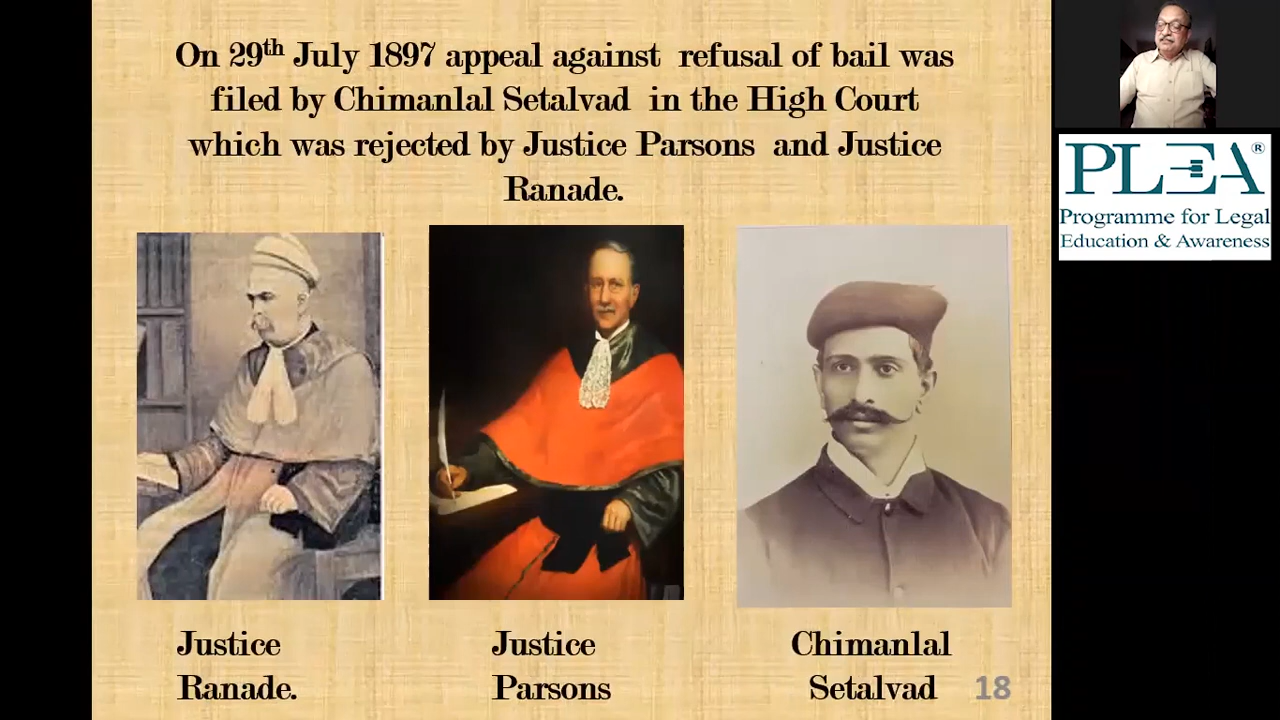 On 29th July 1897 appeal against refusal of bail was
filed by Chimanlal Setalvad in the High Court
which was rejected by Justice Parsons and Justice
Ranade.
Justice
Ranade.
Justice
Parsons
Chimanlal
Setalvad
18
PLEA®
Programme for Legal
Education & Awareness